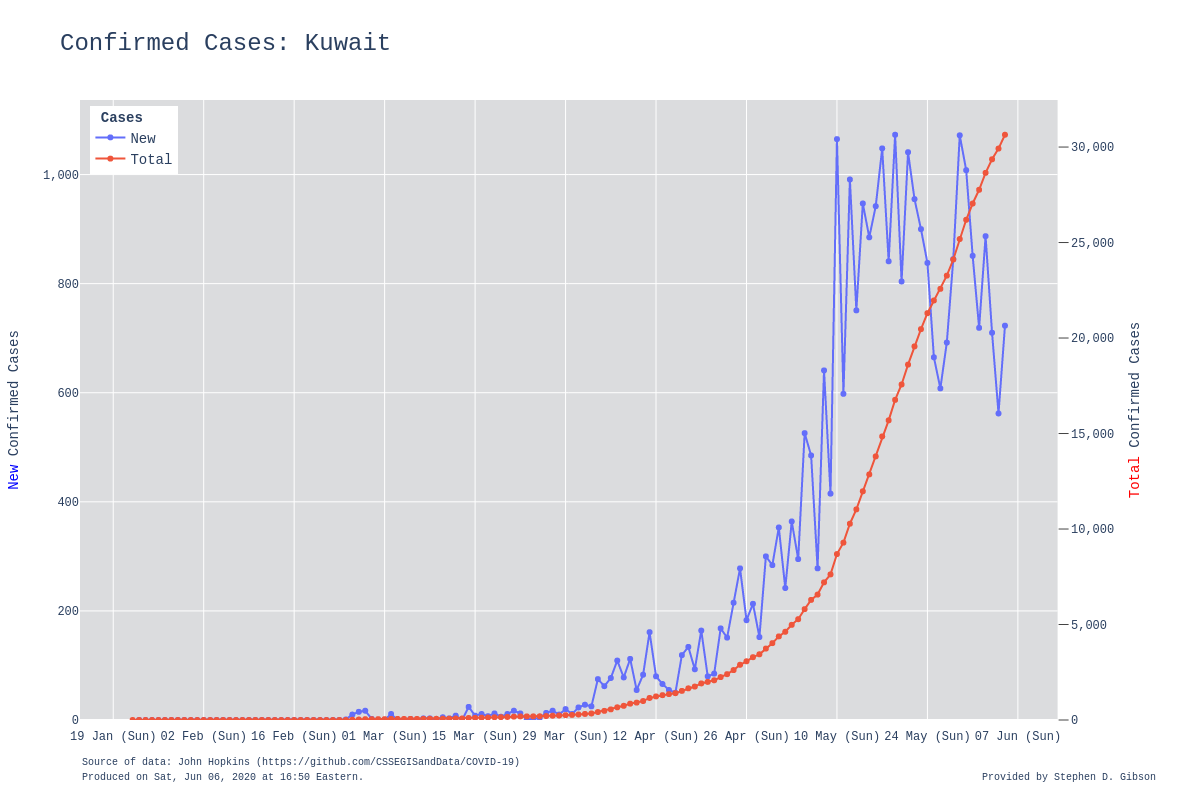 Confirmed Cases: Kuwait
Cases
New
Total
1,000
800
600
400
200
0
New Confirmed Cases
30,000
25,000
20,000
15,000
10,000
5,000
0
Total Confirmed Cases
19 Jan (Sun) 02 Feb (Sun) 16 Feb (Sun) 01 Mar (Sun) 15 Mar (Sun) 29 Mar (Sun) 12 Apr (Sun) 26 Apr (Sun) 10 May (Sun) 24 May (Sun) 07 Jun (Sun)
Source of data: John Hopkins (https://github.com/CSSEGISandData/COVID-19)
Produced on Sat, Jun 06, 2020 at 16:50 Eastern.
Provided by Stephen D. Gibson